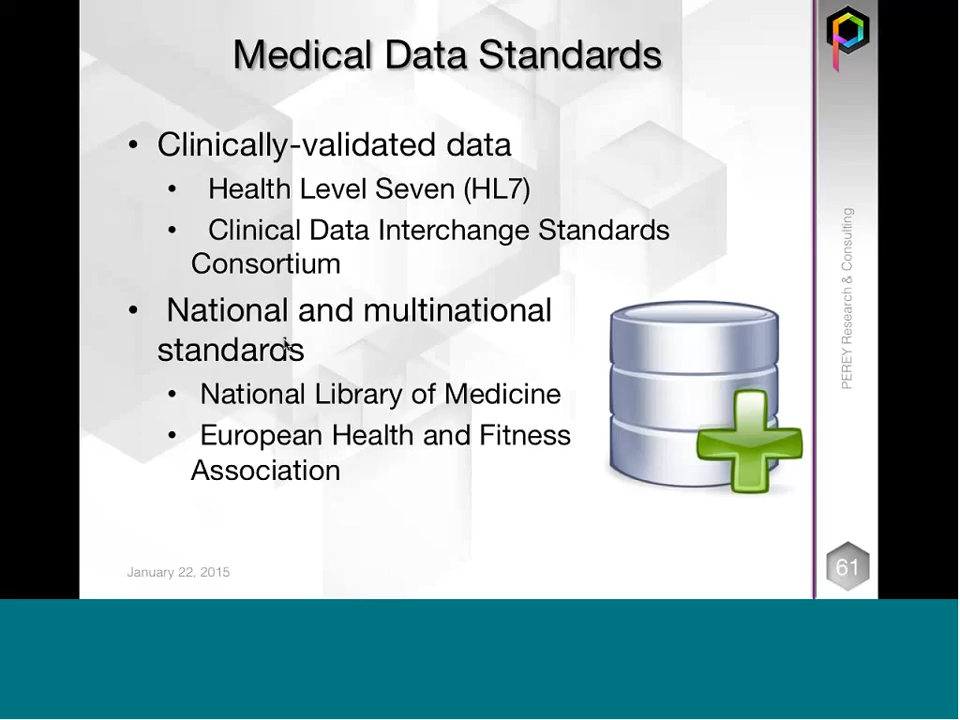 Medical Data Standards
• Clinically-validated data
• Health Level Seven (HL7)
• Clinical Data Interchange Standards
Consortium
• National and multinational
standards
• National Library of Medicine
• European Health and Fitness
Association
January 22, 2015
PEREY Research & Consulting
61